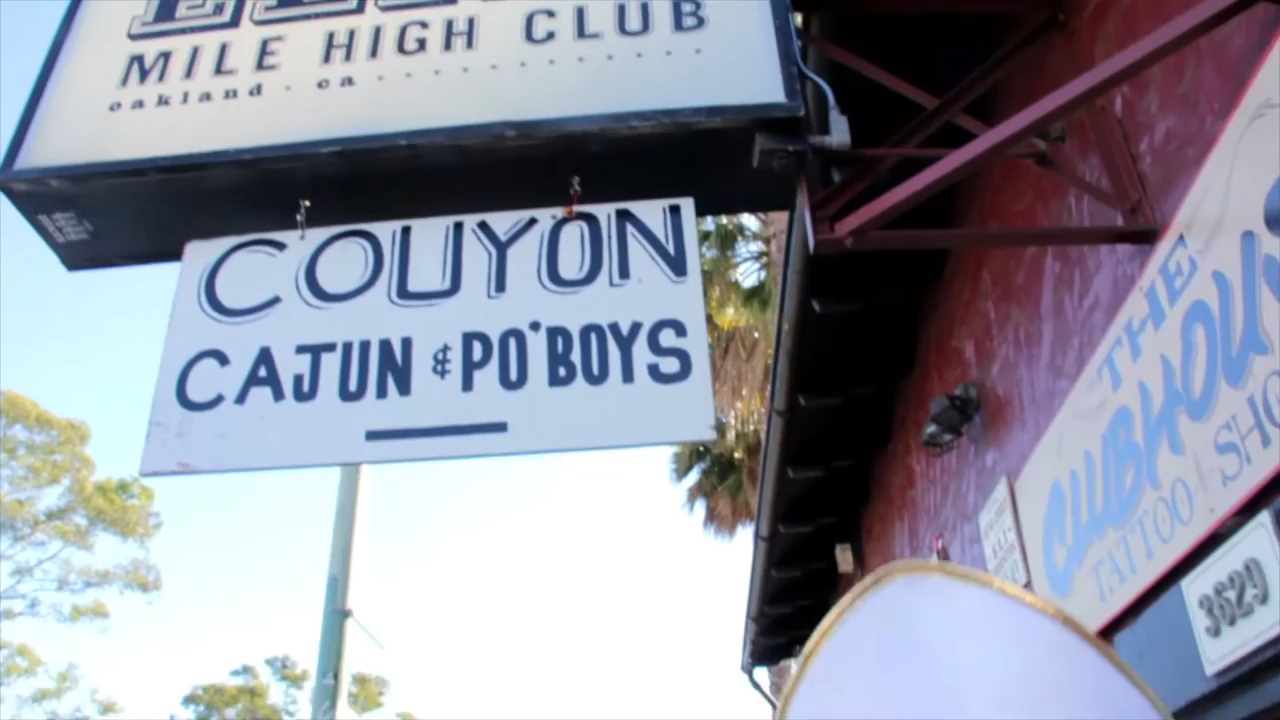 MILE HIGH CLUB
oakland · ca
COUYON
CAJUN & PO'BOYS
THE
CLUBHOUS
TATTOO SHO
3629